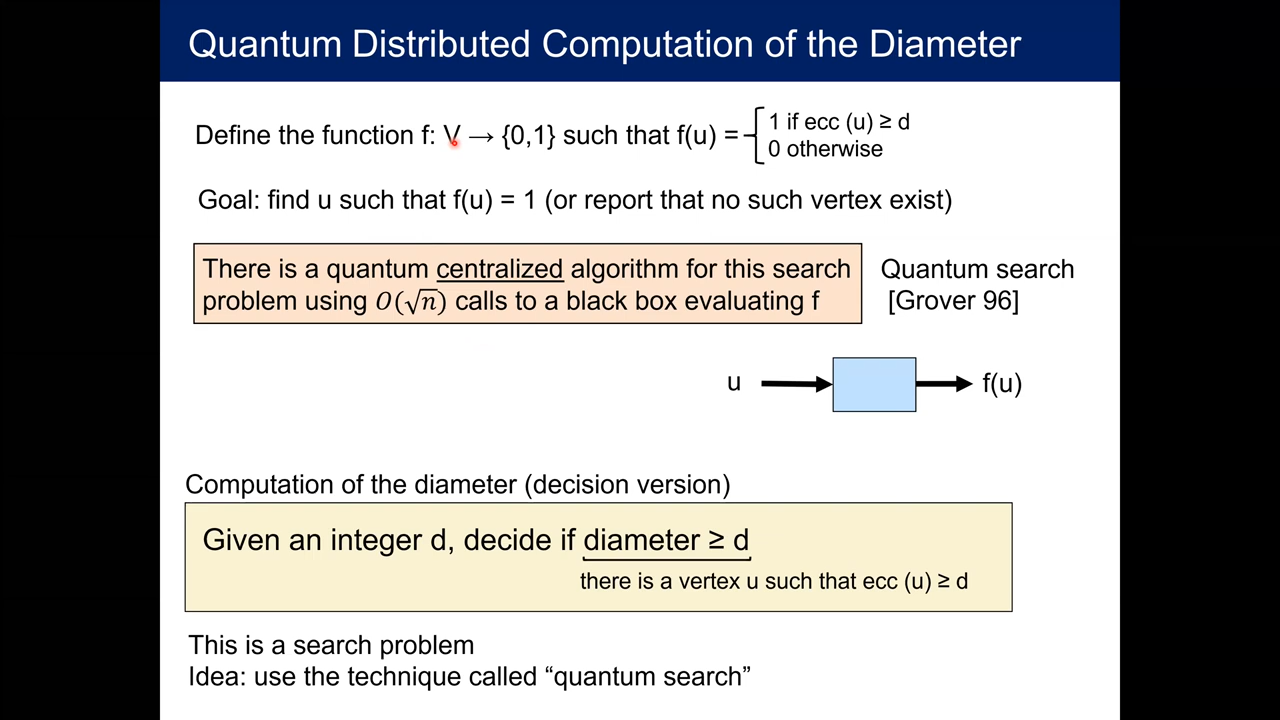 Quantum Distributed Computation of the Diameter
Define the function f: V → {0,1} such that f(u) = 1 if ecc (u) ≥ d
0 otherwise
Goal: find u such that f(u) = 1 (or report that no such vertex exist)
There is a quantum centralized algorithm for this search
problem using O(√n) calls to a black box evaluating f
Quantum search
[Grover 96]
u
f(u)
Computation of the diameter (decision version)
Given an integer d, decide if diameter ≥ d
there is a vertex u such that ecc (u) ≥ d
This is a search problem
Idea: use the technique called “quantum search”